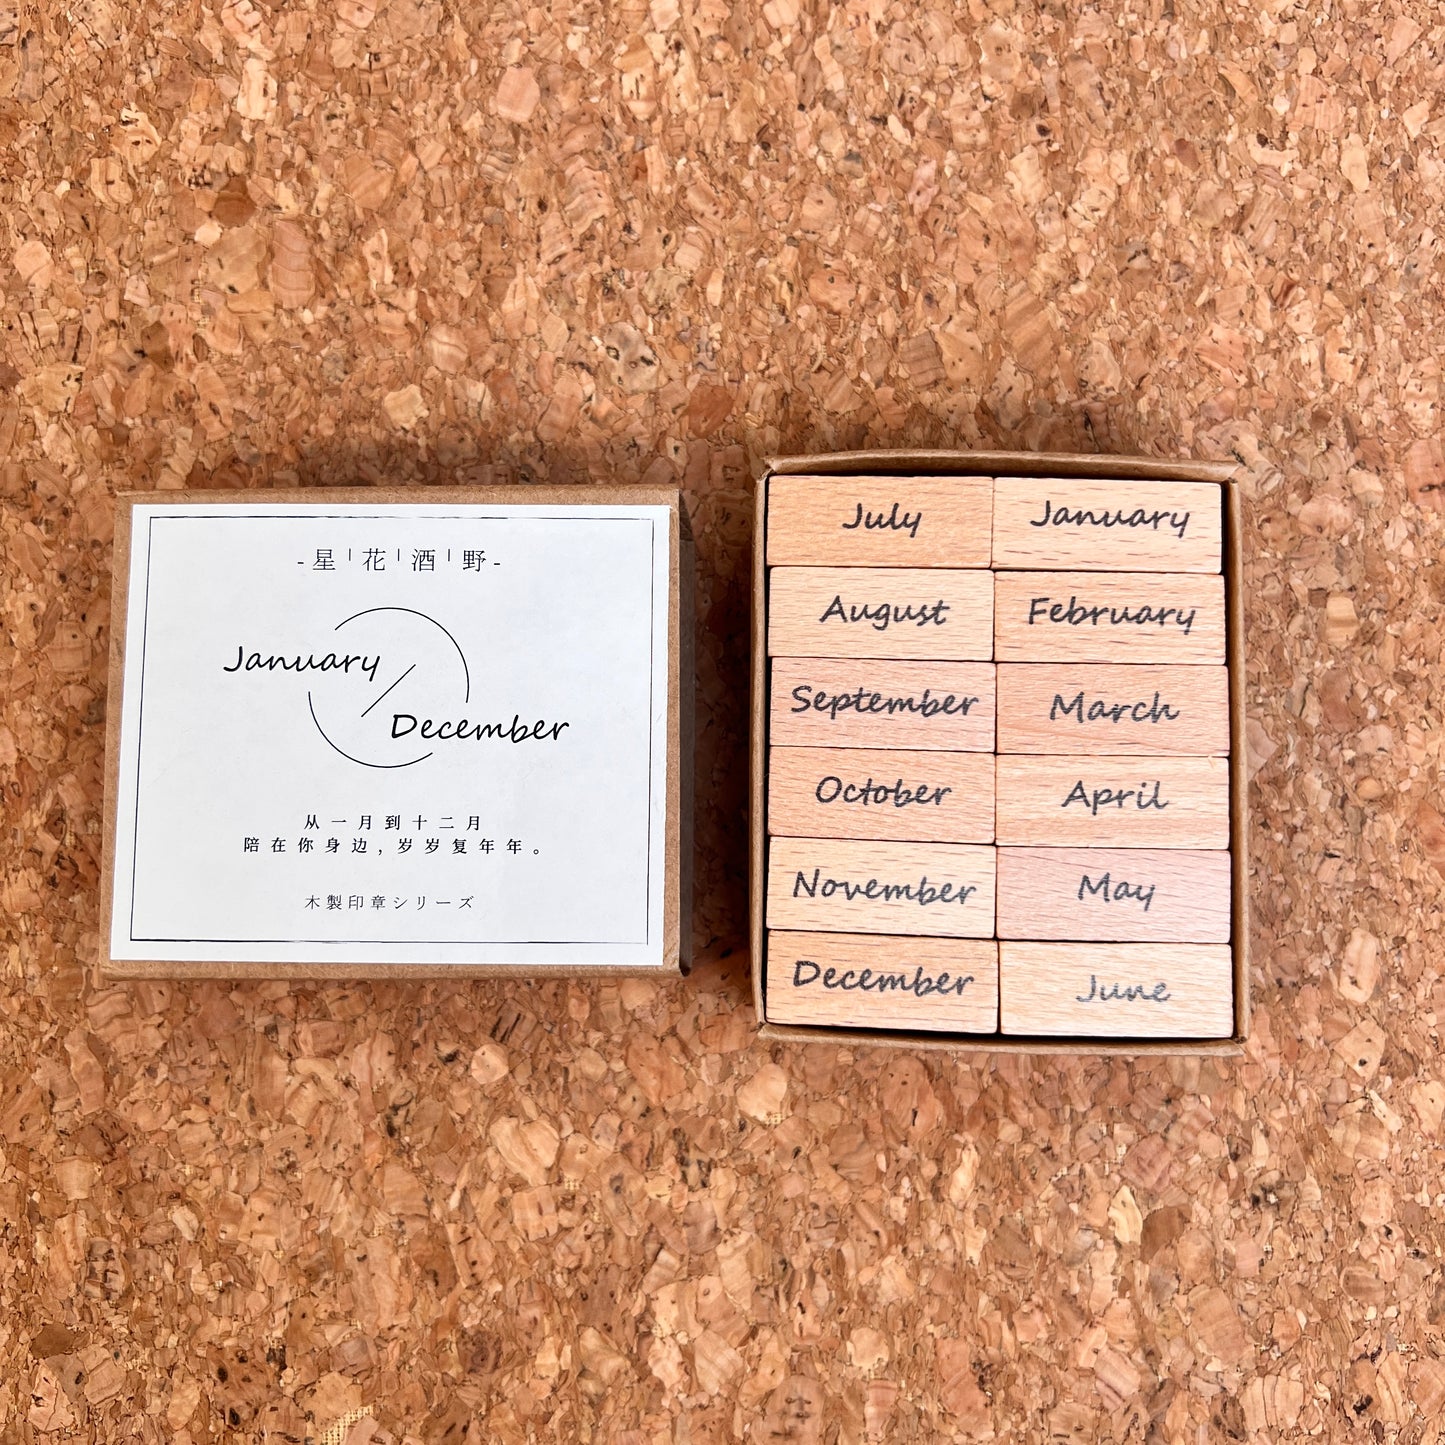 -星|花|酒|野-
January
December
从一月到十二月
陪在你身边,岁岁复年年。
木製印章シリーズ
July
January
August
February
September
March
October
April
November
May
December
June